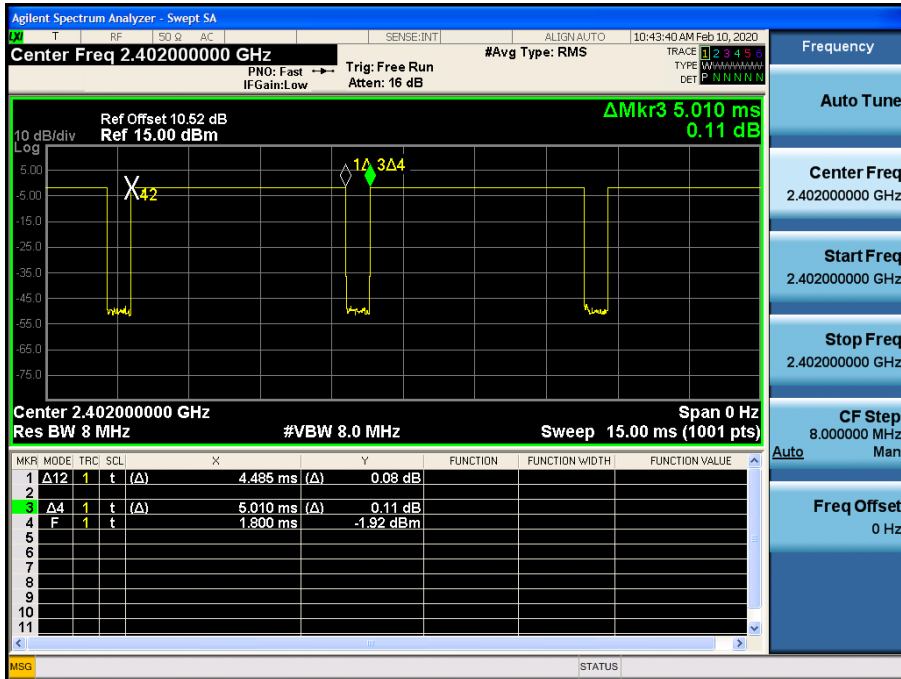 Agilent Spectrum Analyzer - Swept SA
LXI T RF 50 Ω AC SENSE:INT ALIGN AUTO 10:43:40 AM Feb 10, 2020
Center Freq 2.402000000 GHz
PNO: Fast
IFGain:Low
Trig: Free Run
Atten: 16 dB
#Avg Type: RMS
TRACE 1 2 3 4 5 6
TYPE WWWWWW
DET P N N N N N
Ref Offset 10.52 dB
10 dB/div Ref 15.00 dBm
Log
ΔMkr3 5.010 ms
0.11 dB
1Δ 3Δ4
5.00
X42
-5.00
-15.0
-25.0
-35.0
-45.0
-55.0
-65.0
-75.0
Center 2.402000000 GHz Span 0 Hz
Res BW 8 MHz #VBW 8.0 MHz Sweep 15.00 ms (1001 pts)
MKR MODE TRC SCL X Y FUNCTION FUNCTION WIDTH FUNCTION VALUE
1 Δ12 1 t (Δ) 4.485 ms (Δ) 0.08 dB
2
3 Δ4 1 t (Δ) 5.010 ms (Δ) 0.11 dB
4 F 1 t 1.800 ms -1.92 dBm
5
6
7
8
9
10
11
MSG STATUS
Frequency
Auto Tune
Center Freq
2.402000000 GHz
Start Freq
2.402000000 GHz
Stop Freq
2.402000000 GHz
CF Step
8.000000 MHz
Auto Man
Freq Offset
0 Hz